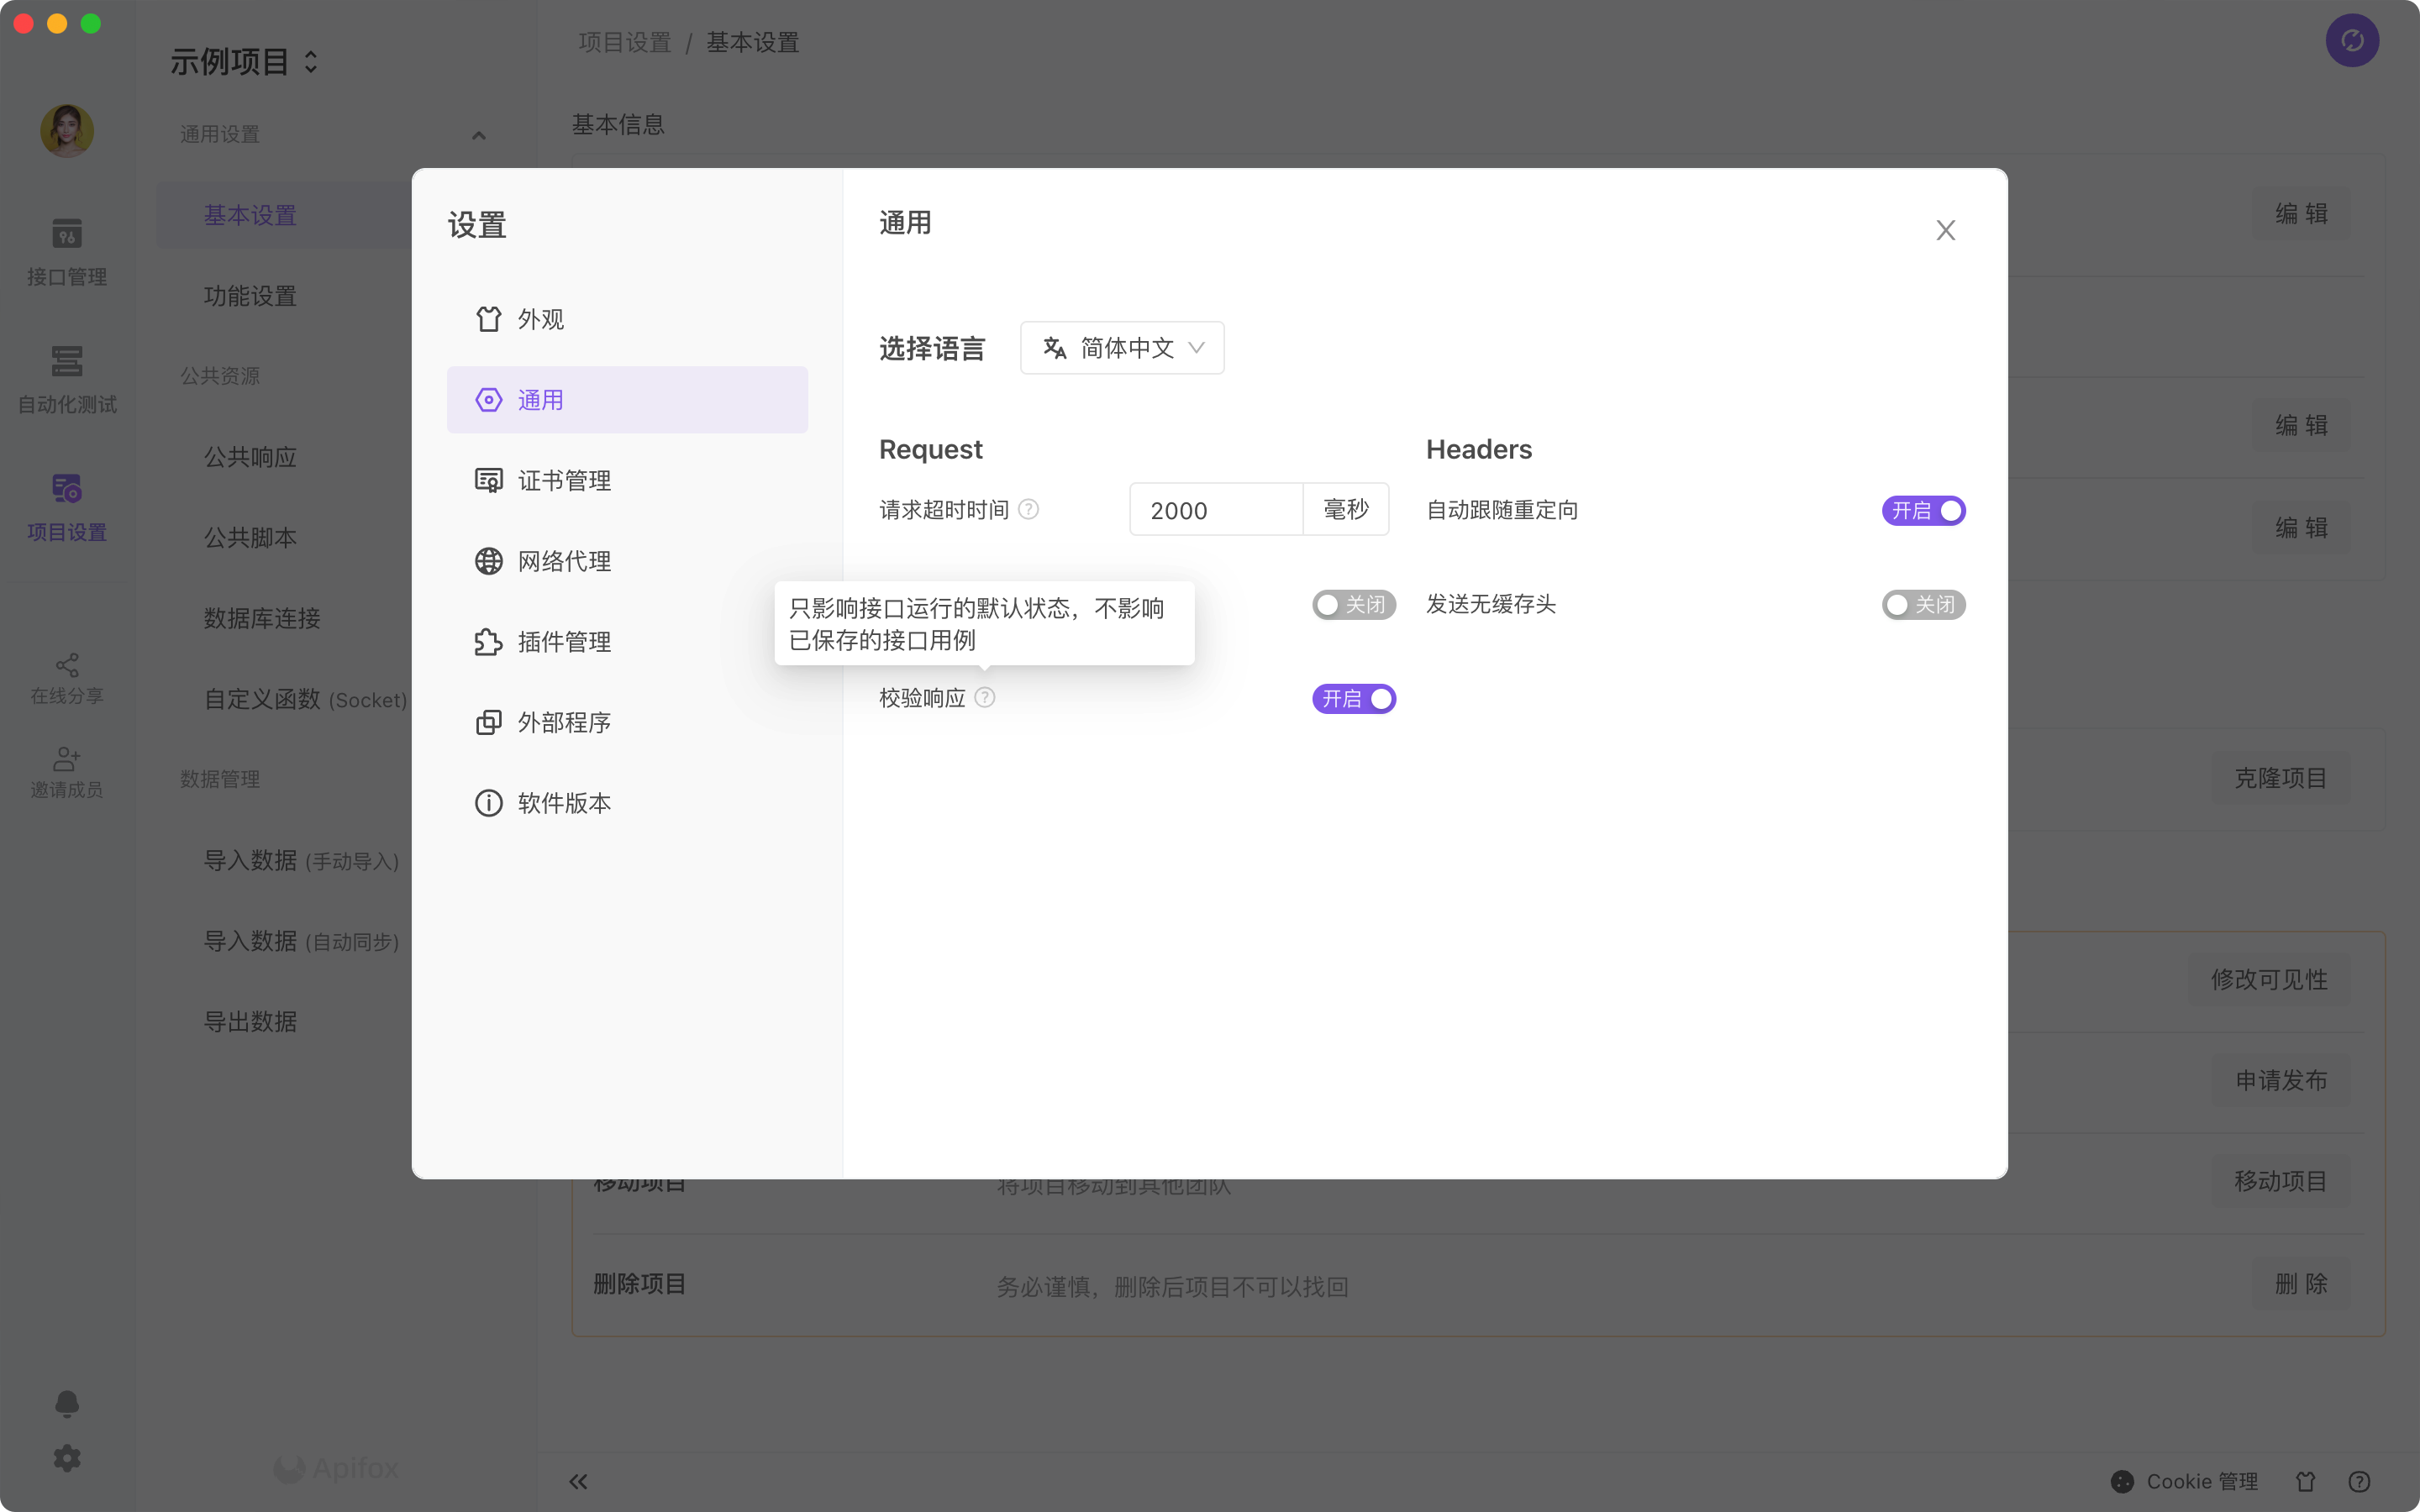 示例项目
项目设置 / 基本设置
通用设置
基本信息
基本设置
编 辑
功能设置
接口管理
公共资源
自动化测试
编 辑
公共响应
项目设置
公共脚本
编 辑
数据库连接
在线分享
自定义函数 (Socket)
邀请成员
数据管理
克隆项目
导入数据 (手动导入)
导入数据 (自动同步)
修改可见性
导出数据
申请发布
设置
外观
通用
证书管理
网络代理
插件管理
外部程序
软件版本
通用
选择语言 简体中文
Request
Headers
请求超时时间 2000 毫秒
自动跟随重定向 开启
只影响接口运行的默认状态，不影响
已保存的接口用例
关闭
发送无缓存头 关闭
校验响应 开启
移动项目 将项目移动到其他团队 移动项目
删除项目 务必谨慎，删除后项目不可以找回 删 除
Apifox
Cookie 管理